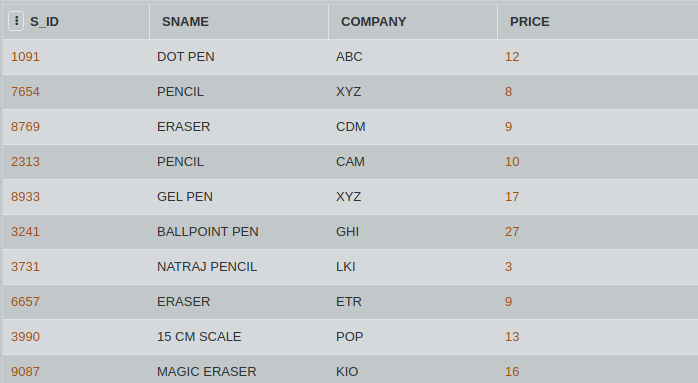 S_ID SNAME COMPANY PRICE
1091 DOT PEN ABC 12
7654 PENCIL XYZ 8
8769 ERASER CDM 9
2313 PENCIL CAM 10
8933 GEL PEN XYZ 17
3241 BALLPOINT PEN GHI 27
3731 NATRAJ PENCIL LKI 3
6657 ERASER ETR 9
3990 15 CM SCALE POP 13
9087 MAGIC ERASER KIO 16